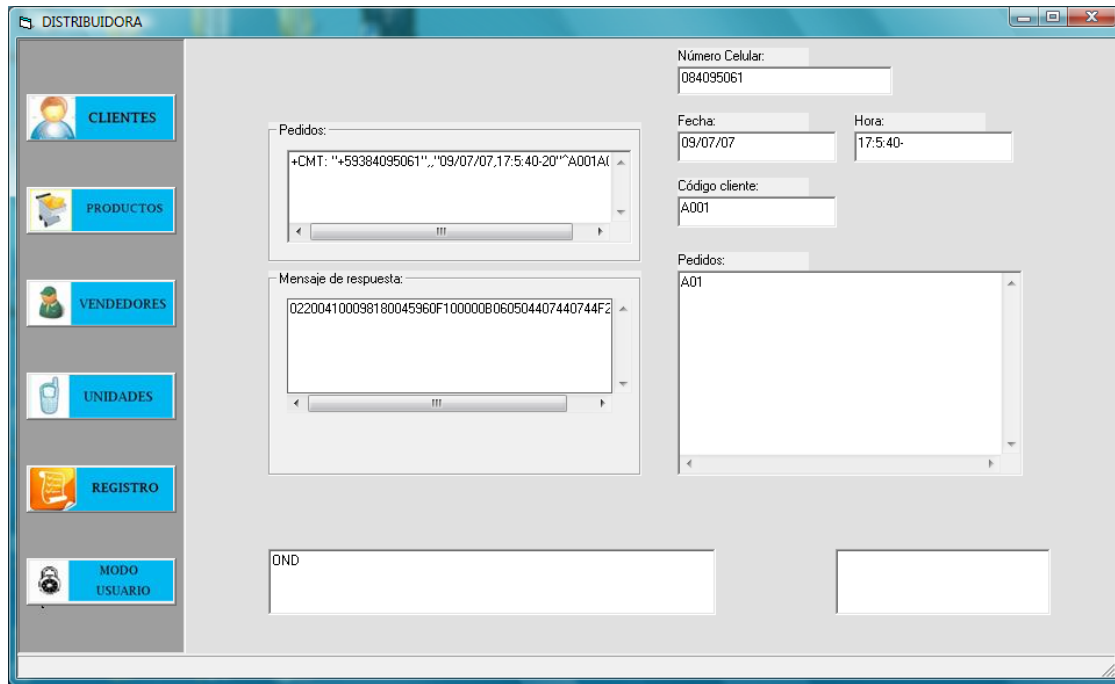 DISTRIBUIDORA
CLIENTES
PRODUCTOS
VENDEDORES
UNIDADES
REGISTRO
MODO
USUARIO
Pedidos:
+CMT: "+59384095061",,"09/07/07,17:5:40-20"^A001A(
Mensaje de respuesta:
022004100098180045960F100000B060504407440744F2
Número Celular:
084095061
Fecha:
09/07/07
Hora:
17:5:40-
Código cliente:
A001
Pedidos:
A01
OND